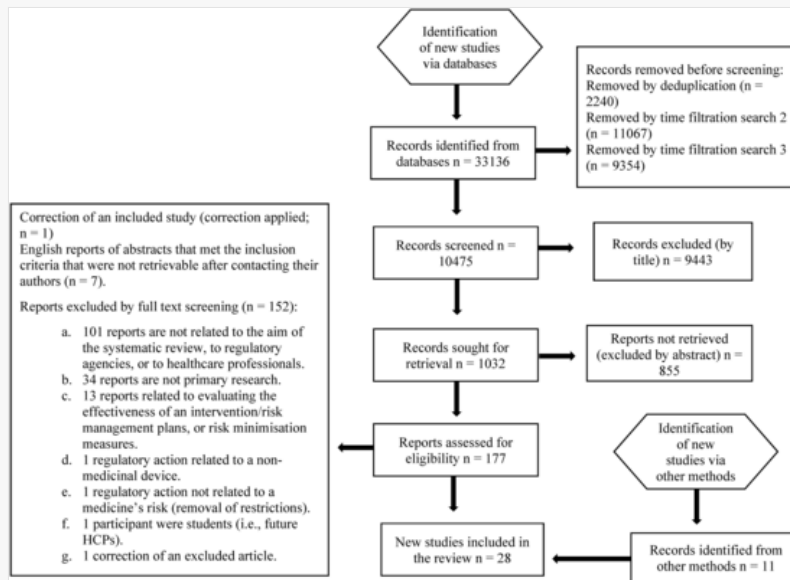 Identification
of new studies
via databases
Records removed before screening:
Removed by deduplication (n =
2240)
Removed by time filtration search 2
(n = 11067)
Removed by time filtration search 3
(n = 9354)
Records identified from
databases n = 33136
Records screened n =
10475
Records excluded (by
title) n = 9443
Records sought for
retrieval n = 1032
Reports not retrieved
(excluded by abstract) n =
855
Reports assessed for
eligibility n = 177
Correction of an included study (correction applied;
n = 1)
English reports of abstracts that met the inclusion
criteria that were not retrievable after contacting their
authors (n = 7).
Reports excluded by full text screening (n = 152):
a. 101 reports are not related to the aim of
the systematic review, to regulatory
agencies, or to healthcare professionals.
b. 34 reports are not primary research.
c. 13 reports related to evaluating the
effectiveness of an intervention/risk
management plans, or risk minimisation
measures.
d. 1 regulatory action related to a non-
medicinal device.
e. 1 regulatory action not related to a
medicine's risk (removal of restrictions).
f. 1 participant were students (i.e., future
HCPs).
g. 1 correction of an excluded article.
Identification
of new
studies via
other methods
Records identified from
other methods n = 11
New studies included in
the review n = 28